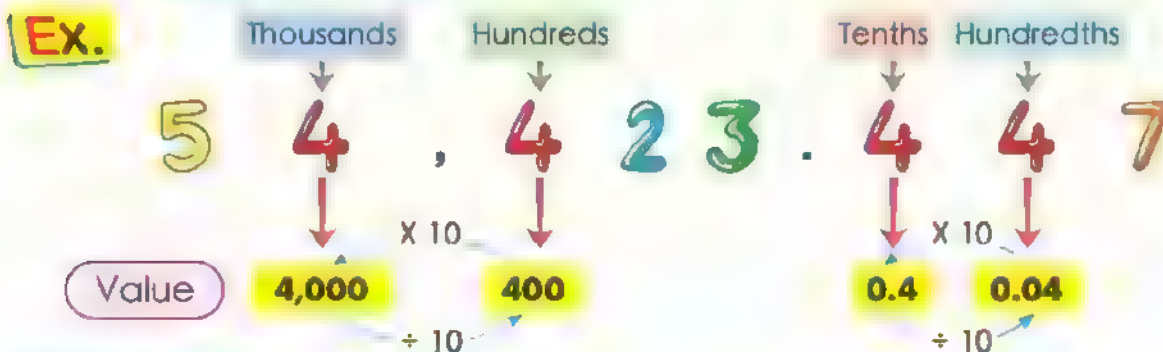 Ex.
Thousands Hundreds Tenths Hundredths
5 4 , 4 2 3 . 4 4 7
X 10 X 10
Value 4,000 400 0.4 0.04
÷ 10 ÷ 10